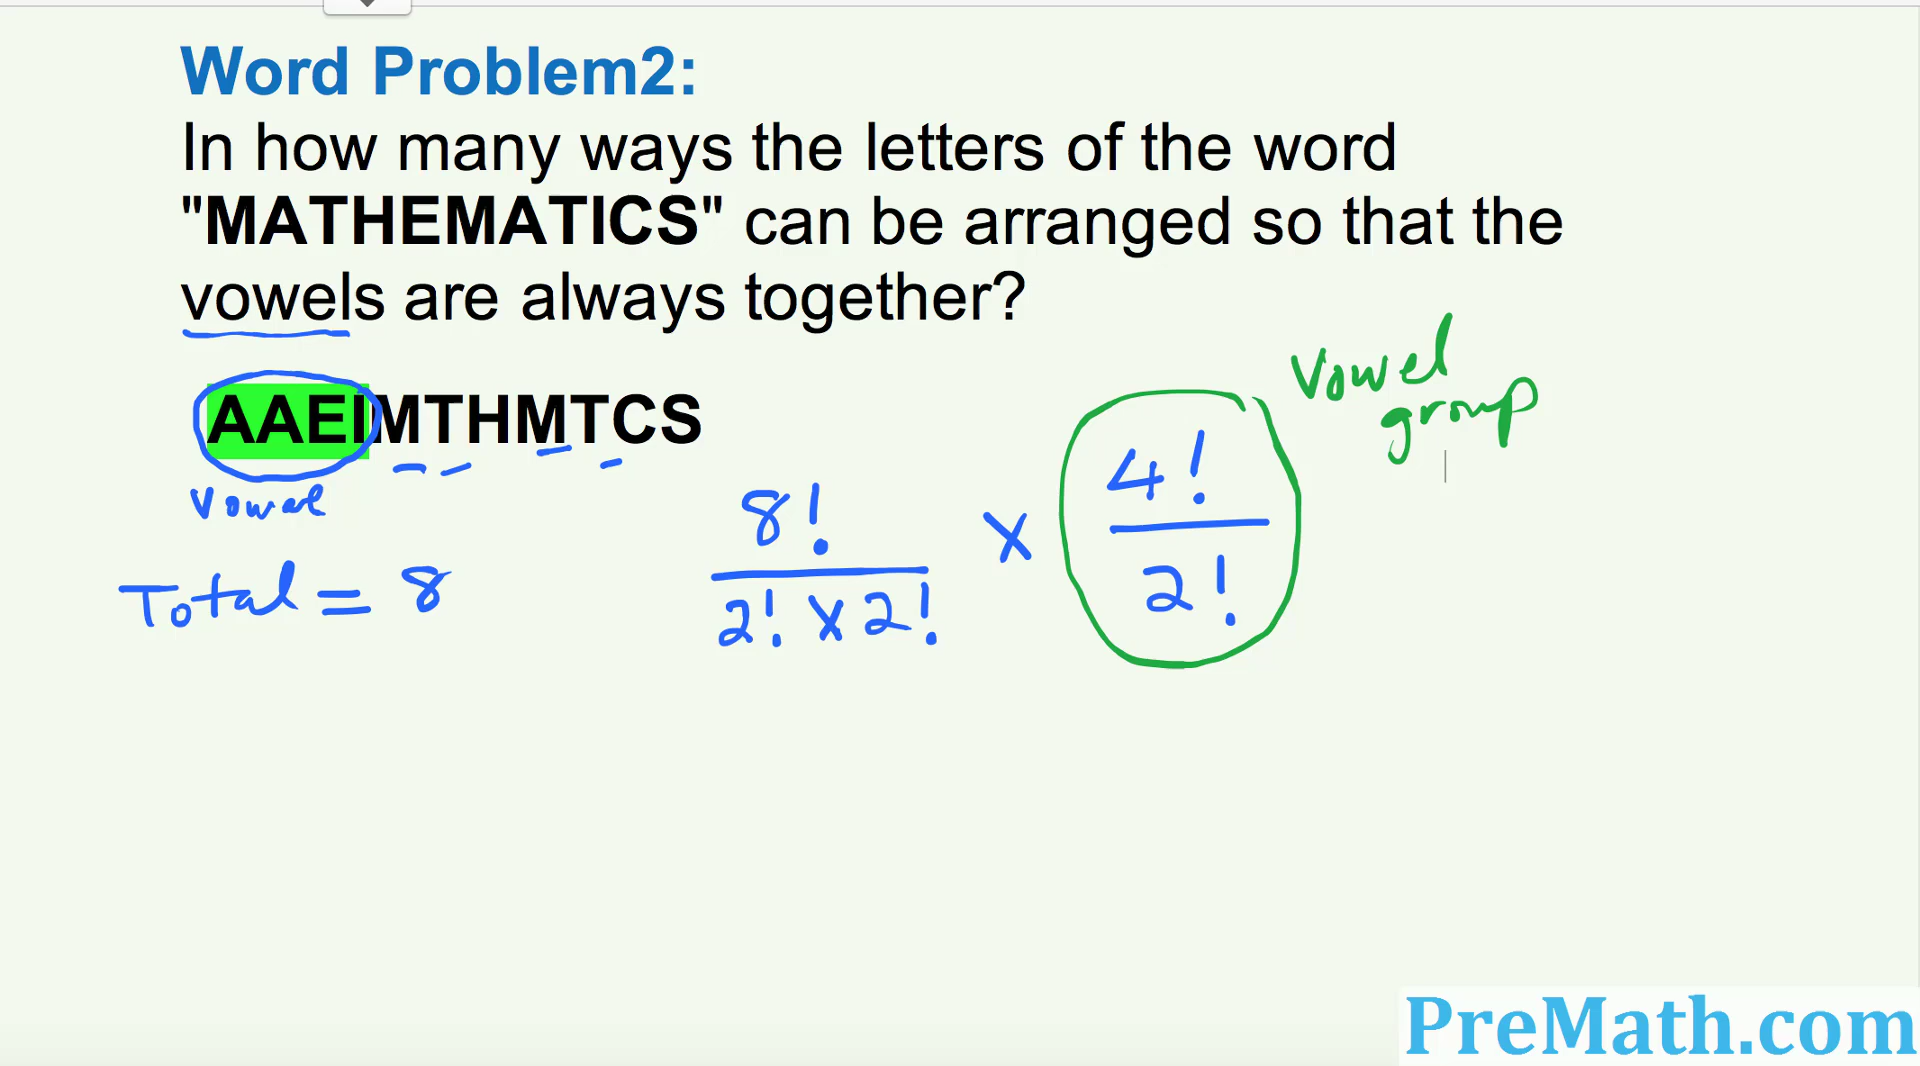 Word Problem2:
In how many ways the letters of the word
"MATHEMATICS" can be arranged so that the
vowels are always together?
AAEIMTHMTCS
Vowel
Total = 8
8!
2! x 2!
x
4!
2!
Vowel
group
PreMath.com